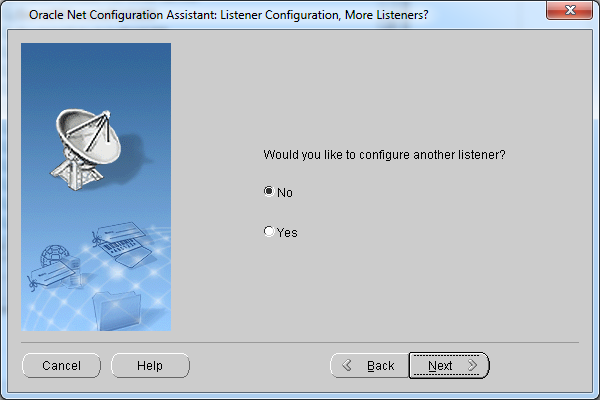 Oracle Net Configuration Assistant: Listener Configuration, More Listeners?
Would you like to configure another listener?
No
Yes
Cancel
Help
Back
Next